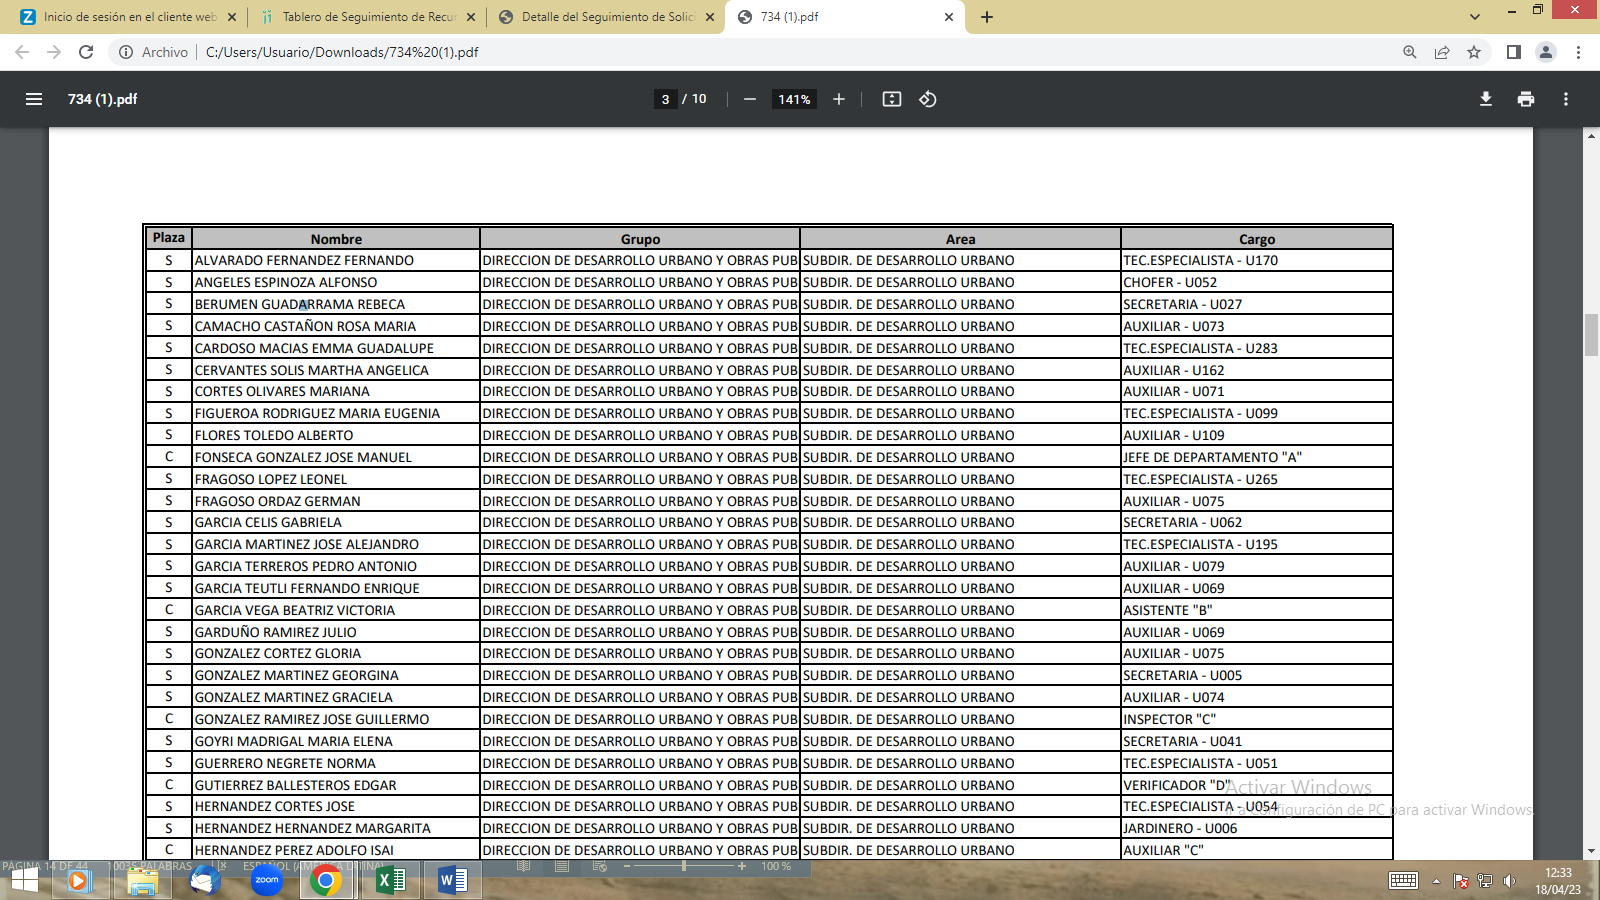 Inicio de sesión en el cliente web
Tablero de Seguimiento de Recur
Detalle del Seguimiento de Solici
734 (1).pdf
Archivo
C:/Users/Usuario/Downloads/734%20(1).pdf
734 (1).pdf
3 / 10
141%
Plaza Nombre Grupo Area Cargo
S ALVARADO FERNANDEZ FERNANDO DIRECCION DE DESARROLLO URBANO Y OBRAS PUB SUBDIR. DE DESARROLLO URBANO TEC.ESPECIALISTA - U170
S ANGELES ESPINOZA ALFONSO DIRECCION DE DESARROLLO URBANO Y OBRAS PUB SUBDIR. DE DESARROLLO URBANO CHOFER - U052
S BERUMEN GUADARRAMA REBECA DIRECCION DE DESARROLLO URBANO Y OBRAS PUB SUBDIR. DE DESARROLLO URBANO SECRETARIA - U027
S CAMACHO CASTAÑON ROSA MARIA DIRECCION DE DESARROLLO URBANO Y OBRAS PUB SUBDIR. DE DESARROLLO URBANO AUXILIAR - U073
S CARDOSO MACIAS EMMA GUADALUPE DIRECCION DE DESARROLLO URBANO Y OBRAS PUB SUBDIR. DE DESARROLLO URBANO TEC.ESPECIALISTA - U283
S CERVANTES SOLIS MARTHA ANGELICA DIRECCION DE DESARROLLO URBANO Y OBRAS PUB SUBDIR. DE DESARROLLO URBANO AUXILIAR - U162
S CORTES OLIVARES MARIANA DIRECCION DE DESARROLLO URBANO Y OBRAS PUB SUBDIR. DE DESARROLLO URBANO AUXILIAR - U071
S FIGUEROA RODRIGUEZ MARIA EUGENIA DIRECCION DE DESARROLLO URBANO Y OBRAS PUB SUBDIR. DE DESARROLLO URBANO TEC.ESPECIALISTA - U099
S FLORES TOLEDO ALBERTO DIRECCION DE DESARROLLO URBANO Y OBRAS PUB SUBDIR. DE DESARROLLO URBANO AUXILIAR - U109
C FONSECA GONZALEZ JOSE MANUEL DIRECCION DE DESARROLLO URBANO Y OBRAS PUB SUBDIR. DE DESARROLLO URBANO JEFE DE DEPARTAMENTO "A"
S FRAGOSO LOPEZ LEONEL DIRECCION DE DESARROLLO URBANO Y OBRAS PUB SUBDIR. DE DESARROLLO URBANO TEC.ESPECIALISTA - U265
S FRAGOSO ORDAZ GERMAN DIRECCION DE DESARROLLO URBANO Y OBRAS PUB SUBDIR. DE DESARROLLO URBANO AUXILIAR - U075
S GARCIA CELIS GABRIELA DIRECCION DE DESARROLLO URBANO Y OBRAS PUB SUBDIR. DE DESARROLLO URBANO SECRETARIA - U062
S GARCIA MARTINEZ JOSE ALEJANDRO DIRECCION DE DESARROLLO URBANO Y OBRAS PUB SUBDIR. DE DESARROLLO URBANO TEC.ESPECIALISTA - U195
S GARCIA TERREROS PEDRO ANTONIO DIRECCION DE DESARROLLO URBANO Y OBRAS PUB SUBDIR. DE DESARROLLO URBANO AUXILIAR - U079
S GARCIA TEUTLI FERNANDO ENRIQUE DIRECCION DE DESARROLLO URBANO Y OBRAS PUB SUBDIR. DE DESARROLLO URBANO AUXILIAR - U069
C GARCIA VEGA BEATRIZ VICTORIA DIRECCION DE DESARROLLO URBANO Y OBRAS PUB SUBDIR. DE DESARROLLO URBANO ASISTENTE "B"
S GARDUÑO RAMIREZ JULIO DIRECCION DE DESARROLLO URBANO Y OBRAS PUB SUBDIR. DE DESARROLLO URBANO AUXILIAR - U069
S GONZALEZ CORTEZ GLORIA DIRECCION DE DESARROLLO URBANO Y OBRAS PUB SUBDIR. DE DESARROLLO URBANO AUXILIAR - U075
S GONZALEZ MARTINEZ GEORGINA DIRECCION DE DESARROLLO URBANO Y OBRAS PUB SUBDIR. DE DESARROLLO URBANO SECRETARIA - U005
S GONZALEZ MARTINEZ GRACIELA DIRECCION DE DESARROLLO URBANO Y OBRAS PUB SUBDIR. DE DESARROLLO URBANO AUXILIAR - U074
C GONZALEZ RAMIREZ JOSE GUILLERMO DIRECCION DE DESARROLLO URBANO Y OBRAS PUB SUBDIR. DE DESARROLLO URBANO INSPECTOR "C"
S GOYRI MADRIGAL MARIA ELENA DIRECCION DE DESARROLLO URBANO Y OBRAS PUB SUBDIR. DE DESARROLLO URBANO SECRETARIA - U041
S GUERRERO NEGRETE NORMA DIRECCION DE DESARROLLO URBANO Y OBRAS PUB SUBDIR. DE DESARROLLO URBANO TEC.ESPECIALISTA - U051
C GUTIERREZ BALLESTEROS EDGAR DIRECCION DE DESARROLLO URBANO Y OBRAS PUB SUBDIR. DE DESARROLLO URBANO VERIFICADOR "D"
Activar Windows
S HERNANDEZ CORTES JOSE DIRECCION DE DESARROLLO URBANO Y OBRAS PUB SUBDIR. DE DESARROLLO URBANO TEC.ESPECIALISTA - U054
Ir a Configuración de PC para activar Windows.
S HERNANDEZ HERNANDEZ MARGARITA DIRECCION DE DESARROLLO URBANO Y OBRAS PUB SUBDIR. DE DESARROLLO URBANO JARDINERO - U006
C HERNANDEZ PEREZ ADOLFO ISAI DIRECCION DE DESARROLLO URBANO Y OBRAS PUB SUBDIR. DE DESARROLLO URBANO AUXILIAR "C"
PÁGINA 14 DE 44 10035 PALABRAS ESPAÑOL (AMÉRICA LATINA) 100 %
zoom
12:33
18/04/23